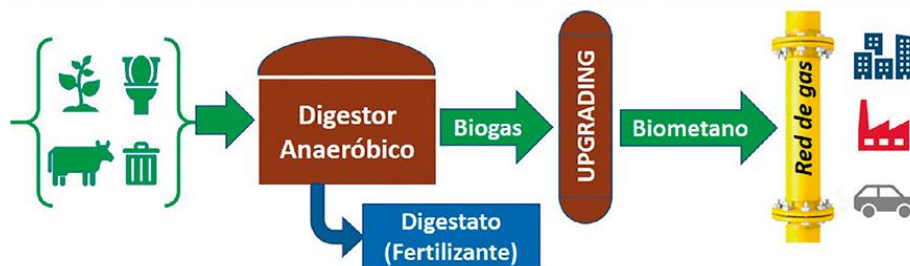 Digestor
Anaeróbico
Biogas
UPGRADING
Biometano
Red de gas
Digestato
(Fertilizante)